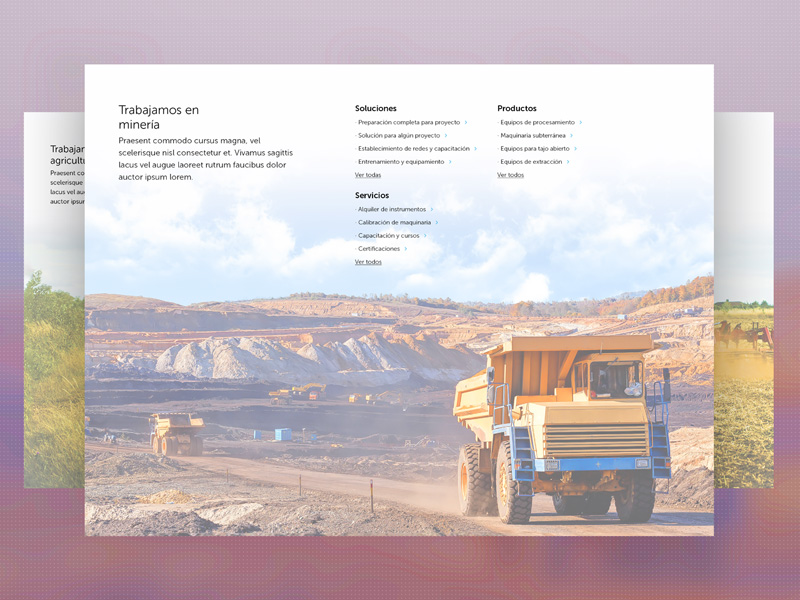 Trabajamos en
minería
Praesent commodo cursus magna, vel
scelerisque nisl consectetur et. Vivamus sagittis
lacus vel augue laoreet rutrum faucibus dolor
auctor ipsum lorem.
Soluciones
· Preparación completa para proyecto ›
· Solución para algún proyecto ›
· Establecimiento de redes y capacitación ›
· Entrenamiento y equipamiento ›
Ver todas
Servicios
· Alquiler de instrumentos ›
· Calibración de maquinaria ›
· Capacitación y cursos ›
· Certificaciones ›
Ver todos
Productos
· Equipos de procesamiento ›
· Maquinaria subterránea ›
· Equipos para tajo abierto ›
· Equipos de extracción ›
Ver todos
Trabajar
agricultu
Praesent co
scelerisque
lacus vel au
auctor ipsur